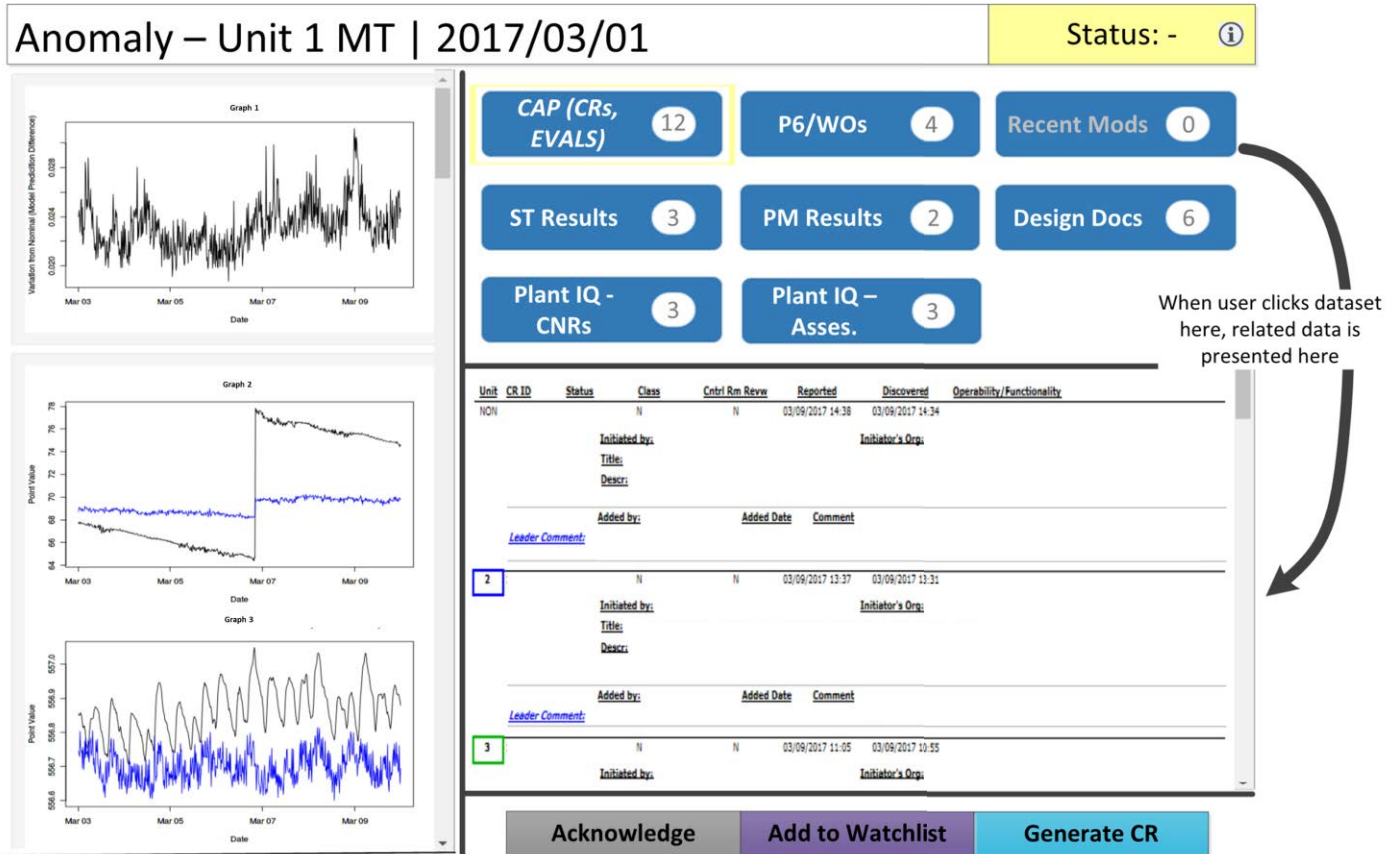 Anomaly – Unit 1 MT | 2017/03/01
Status: -
i
Graph 1
Variation from Nominal (Model Predicition Difference)
0.028
0.024
0.020
Mar 03 Mar 05 Mar 07 Mar 09
Date
Graph 2
Point Value
78
76
74
72
70
68
66
64
Mar 03 Mar 05 Mar 07 Mar 09
Date
Graph 3
Point Value
557.0
556.9
556.8
556.7
556.6
Mar 03 Mar 05 Mar 07 Mar 09
Date
CAP (CRs,
EVALS)
12
P6/WOs
4
Recent Mods
0
ST Results
3
PM Results
2
Design Docs
6
Plant IQ -
CNRs
3
Plant IQ –
Asses.
3
When user clicks dataset
here, related data is
presented here
Unit CR ID Status Class Cntrl Rm Revw Reported Discovered Operability/Functionality
NON N N 03/09/2017 14:38 03/09/2017 14:34
Initiated by: Initiator's Org:
Title:
Descr:
Added by: Added Date Comment
Leader Comment:
2 N N 03/09/2017 13:37 03/09/2017 13:31
Initiated by: Initiator's Org:
Title:
Descr:
Added by: Added Date Comment
Leader Comment:
3 N N 03/09/2017 11:05 03/09/2017 10:55
Initiated by: Initiator's Org:
Acknowledge
Add to Watchlist
Generate CR